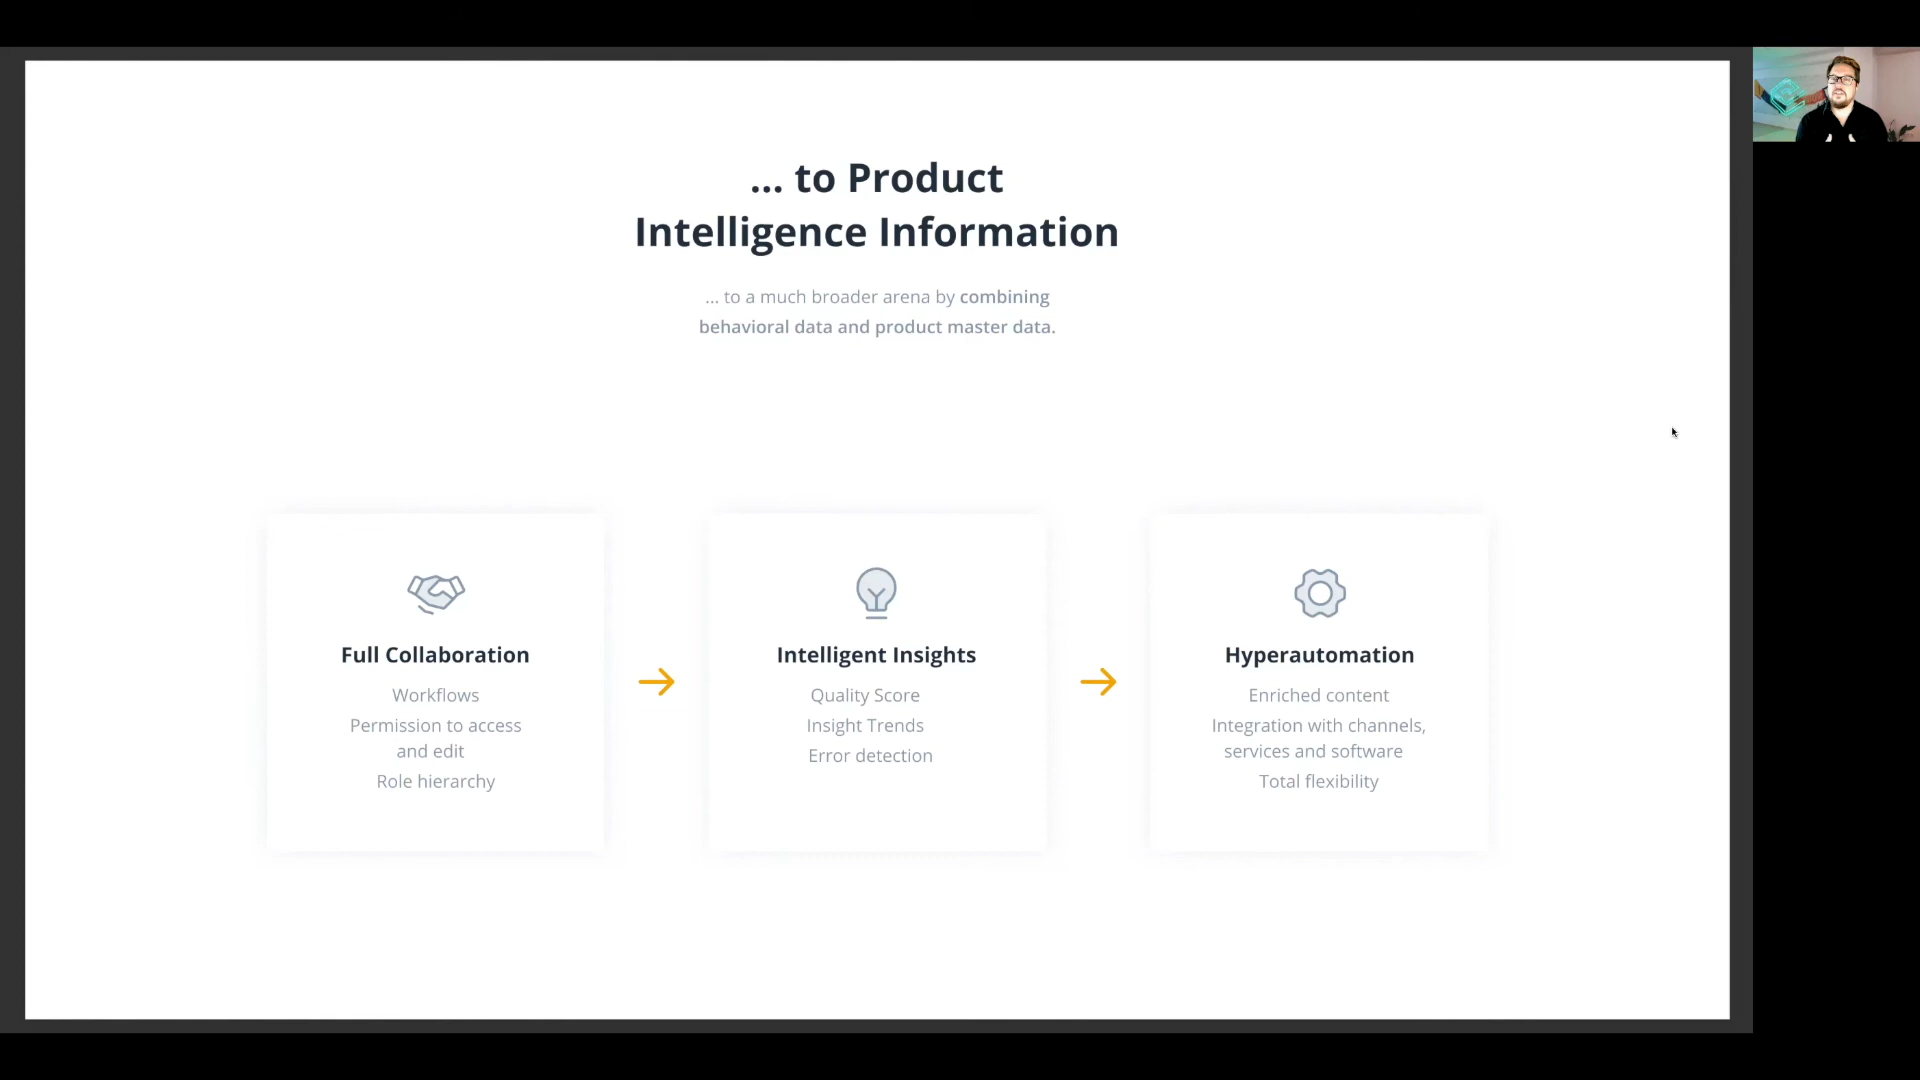 ... to Product
Intelligence Information
... to a much broader arena by combining
behavioral data and product master data.
Full Collaboration
Workflows
Permission to access
and edit
Role hierarchy
Intelligent Insights
Quality Score
Insight Trends
Error detection
Hyperautomation
Enriched content
Integration with channels,
services and software
Total flexibility